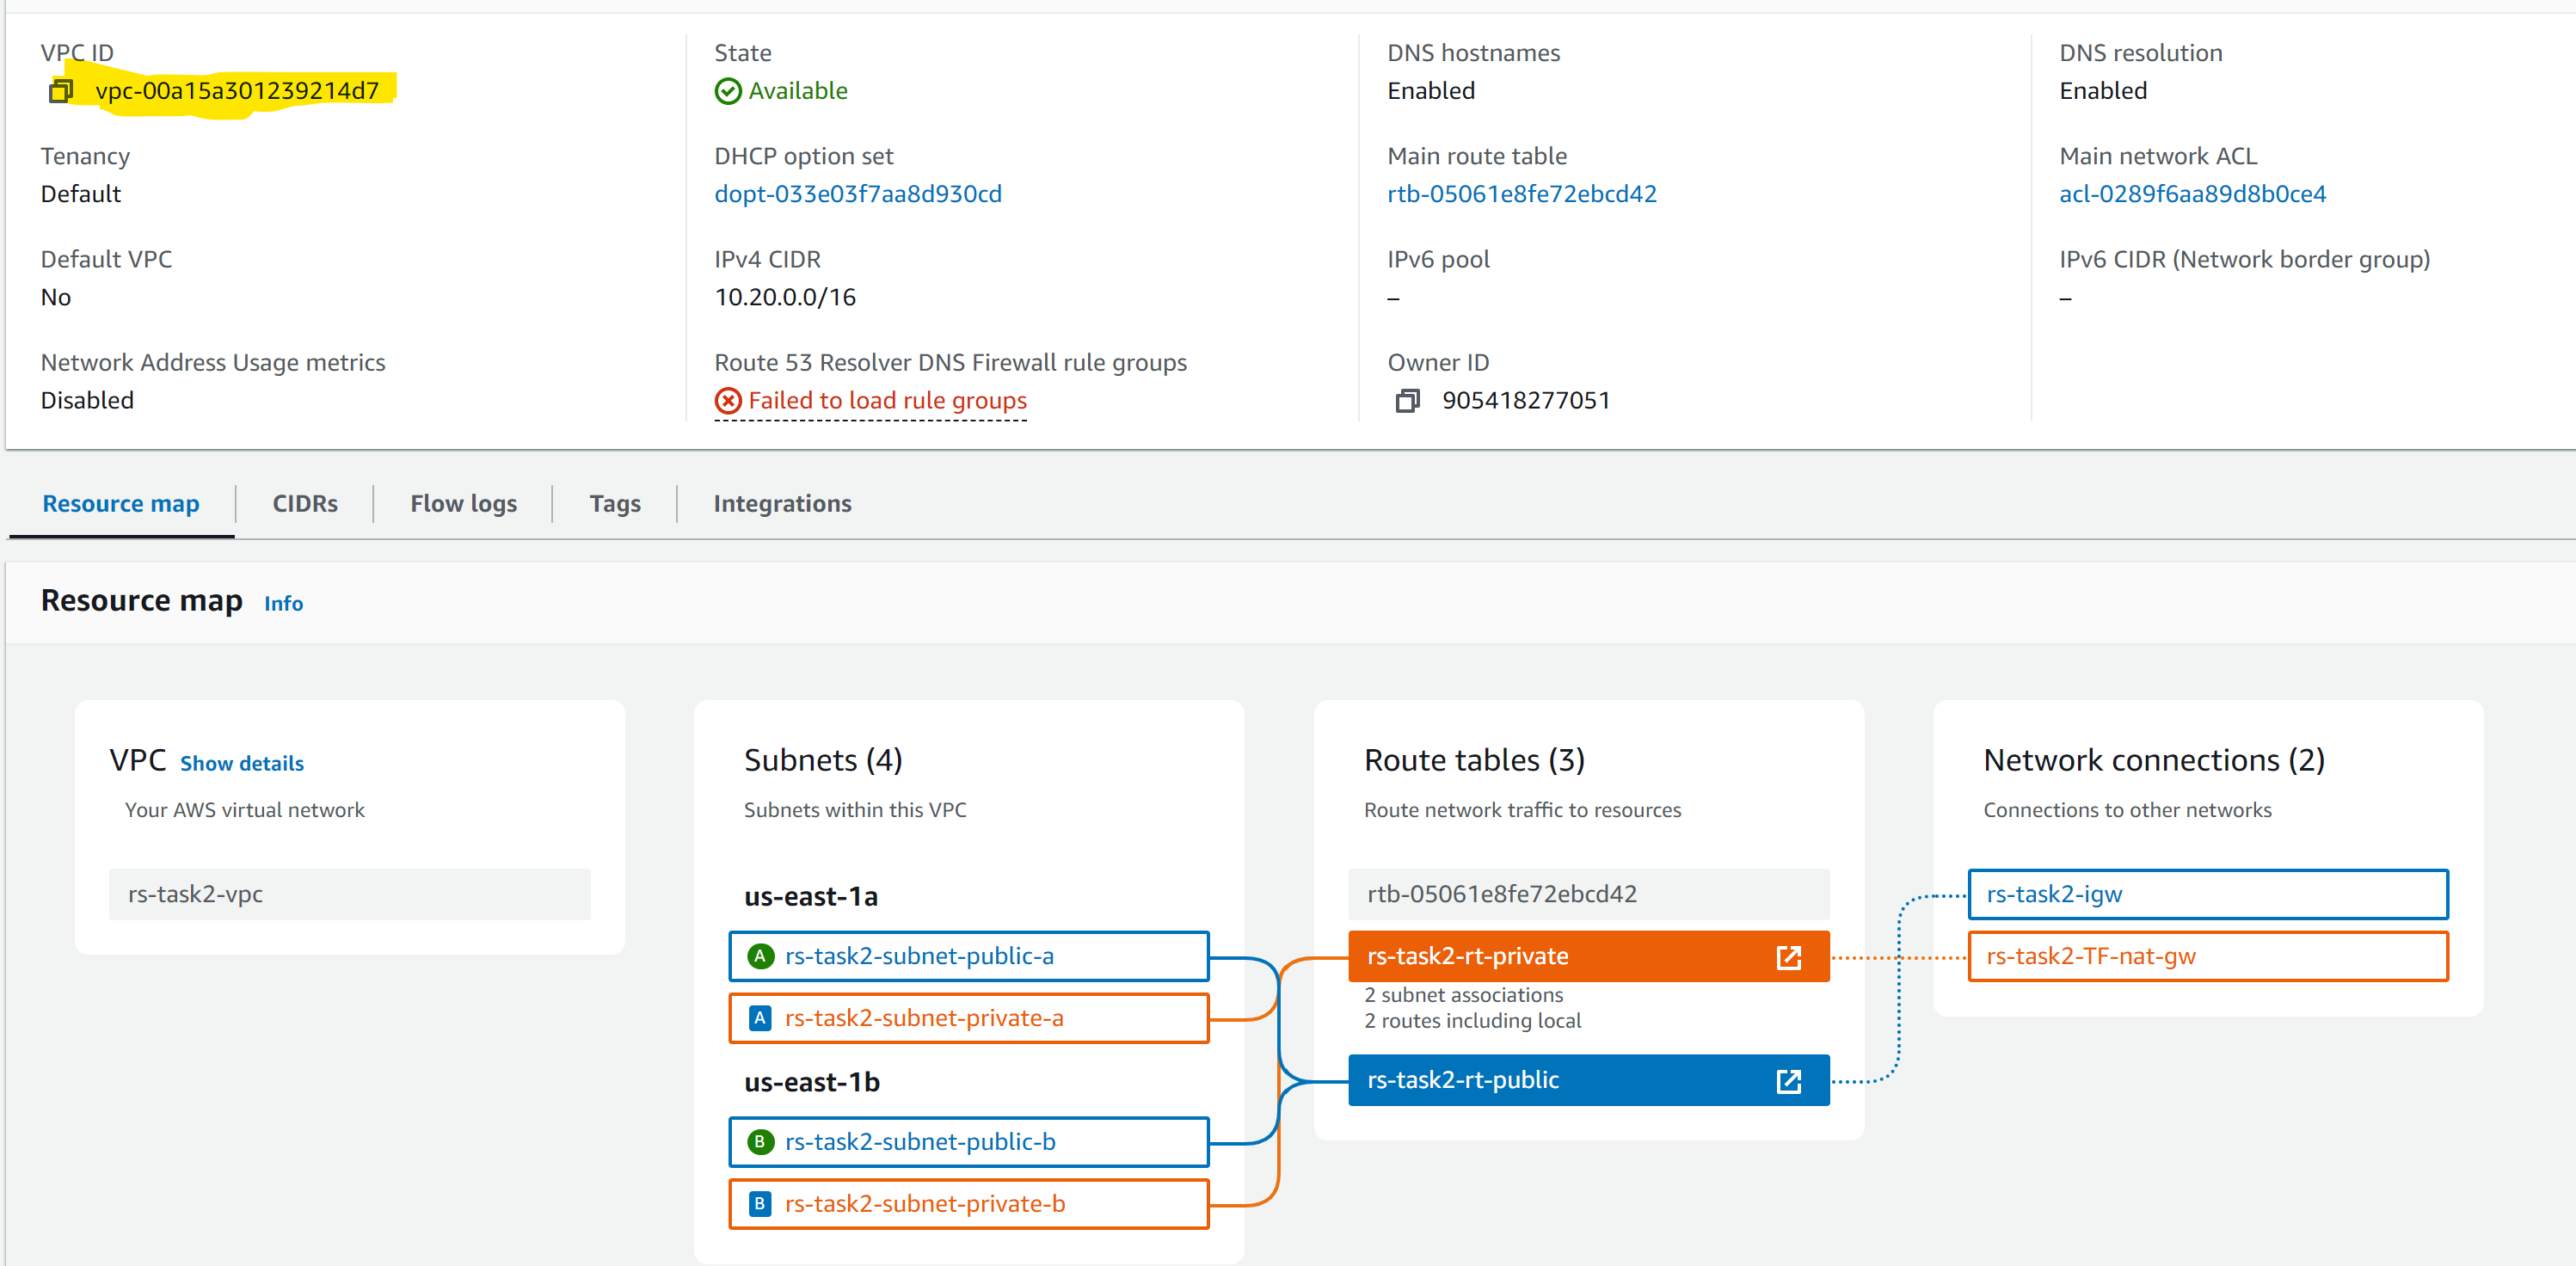 VPC ID
vpc-00a15a301239214d7
State
Available
DNS hostnames
Enabled
DNS resolution
Enabled
Tenancy
Default
DHCP option set
dopt-033e03f7aa8d930cd
Main route table
rtb-05061e8fe72ebcd42
Main network ACL
acl-0289f6aa89d8b0ce4
Default VPC
No
IPv4 CIDR
10.20.0.0/16
IPv6 pool
–
IPv6 CIDR (Network border group)
–
Network Address Usage metrics
Disabled
Route 53 Resolver DNS Firewall rule groups
Failed to load rule groups
Owner ID
905418277051
Resource map
CIDRs
Flow logs
Tags
Integrations
Resource map Info
VPC Show details
Your AWS virtual network
rs-task2-vpc
Subnets (4)
Subnets within this VPC
us-east-1a
A rs-task2-subnet-public-a
A rs-task2-subnet-private-a
us-east-1b
B rs-task2-subnet-public-b
B rs-task2-subnet-private-b
Route tables (3)
Route network traffic to resources
rtb-05061e8fe72ebcd42
rs-task2-rt-private
2 subnet associations
2 routes including local
rs-task2-rt-public
Network connections (2)
Connections to other networks
rs-task2-igw
rs-task2-TF-nat-gw